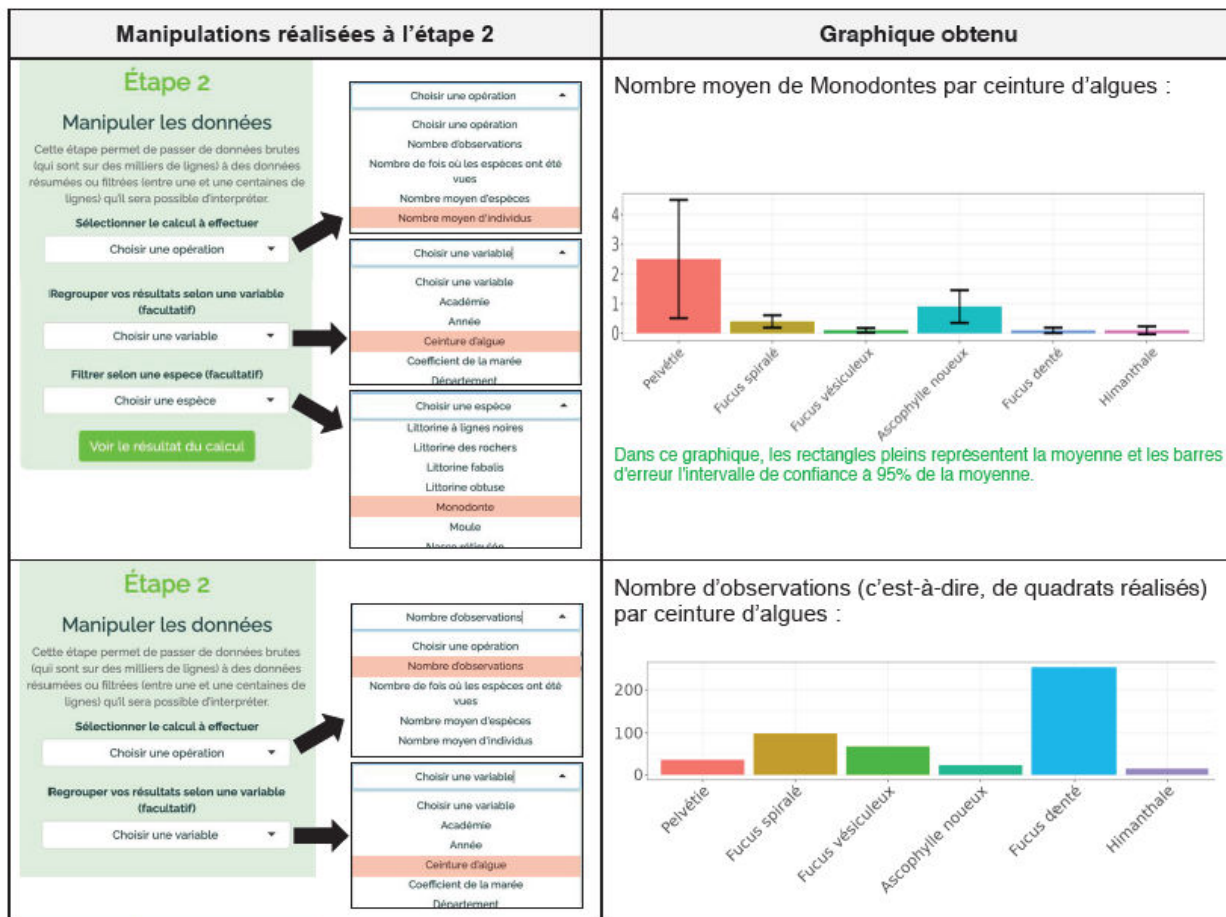 Manipulations réalisées à l'étape 2
Graphique obtenu
Étape 2
Manipuler les données
Cette étape permet de passer de données brutes
(qui sont sur des milliers de lignes) à des données
résumées ou filtrées (entre une et une centaines de
lignes) qu'il sera possible d'interpréter.
Sélectionner le calcul à effectuer
Choisir une opération
Regrouper vos résultats selon une variable
(facultatif)
Choisir une variable
Filtrer selon une espece (facultatif)
Choisir une espèce
Voir le résultat du calcul
Choisir une opération
Choisir une opération
Nombre d'observations
Nombre de fois où les espèces ont été
vues
Nombre moyen d'espèces
Nombre moyen d'individus
Choisir une variable
Choisir une variable
Académie
Année
Ceinture d'algue
Coefficient de la marée
Département
Choisir une espèce
Littorine à lignes noires
Littorine des rochers
Littorine fabalis
Littorine obtuse
Monodonte
Moule
Nasse réticulée
Nombre moyen de Monodontes par ceinture d'algues :
4
3
2
1
0
Pelvétie
Fucus spiralé
Fucus vésiculeux
Ascophylle noueux
Fucus denté
Himanthale
Dans ce graphique, les rectangles pleins représentent la moyenne et les barres
d'erreur l'intervalle de confiance à 95% de la moyenne.
Étape 2
Manipuler les données
Cette étape permet de passer de données brutes
(qui sont sur des milliers de lignes) à des données
résumées ou filtrées (entre une et une centaines de
lignes) qu'il sera possible d'interpréter.
Sélectionner le calcul à effectuer
Choisir une opération
Regrouper vos résultats selon une variable
(facultatif)
Choisir une variable
Nombre d'observations
Choisir une opération
Nombre d'observations
Nombre de fois où les espèces ont été
vues
Nombre moyen d'espèces
Nombre moyen d'individus
Choisir une variable
Choisir une variable
Académie
Année
Ceinture d'algue
Coefficient de la marée
Département
Nombre d'observations (c'est-à-dire, de quadrats réalisés)
par ceinture d'algues :
200
100
0
Pelvétie
Fucus spiralé
Fucus vésiculeux
Ascophylle noueux
Fucus denté
Himanthale